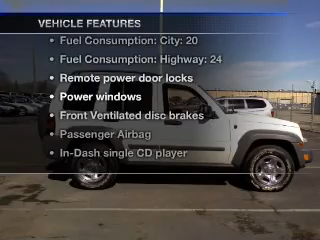 VEHICLE FEATURES
• Fuel Consumption: City: 20
• Fuel Consumption: Highway: 24
• Remote power door locks
• Power windows
• Front Ventilated disc brakes
• Passenger Airbag
• In-Dash single CD player